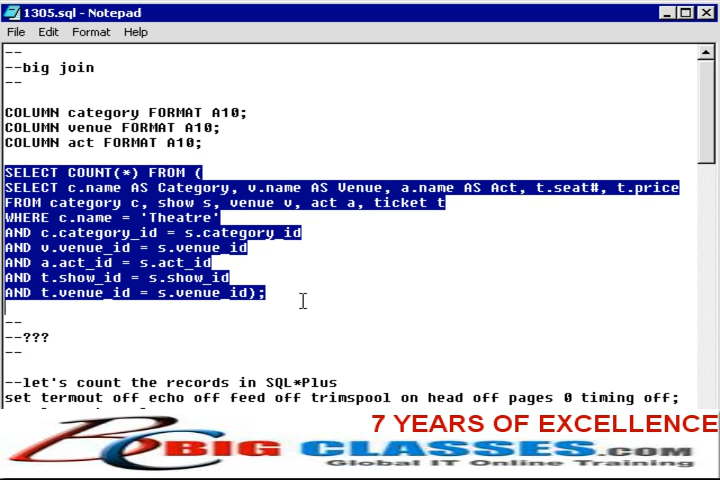 1305.sql - Notepad
File Edit Format Help
--
--big join
--
COLUMN category FORMAT A10;
COLUMN venue FORMAT A10;
COLUMN act FORMAT A10;
SELECT COUNT(*) FROM (
SELECT c.name AS Category, v.name AS Venue, a.name AS Act, t.seat#, t.price
FROM category c, show s, venue v, act a, ticket t
WHERE c.name = 'Theatre'
AND c.category_id = s.category_id
AND v.venue_id = s.venue_id
AND a.act_id = s.act_id
AND t.show_id = s.show_id
AND t.venue_id = s.venue_id);
--
--???
--
--let's count the records in SQL*Plus
set termout off echo off feed off trimspool on head off pages 0 timing off;
7 YEARS OF EXCELLENCE
BIG CLASSES.COM
Global IT Online Training